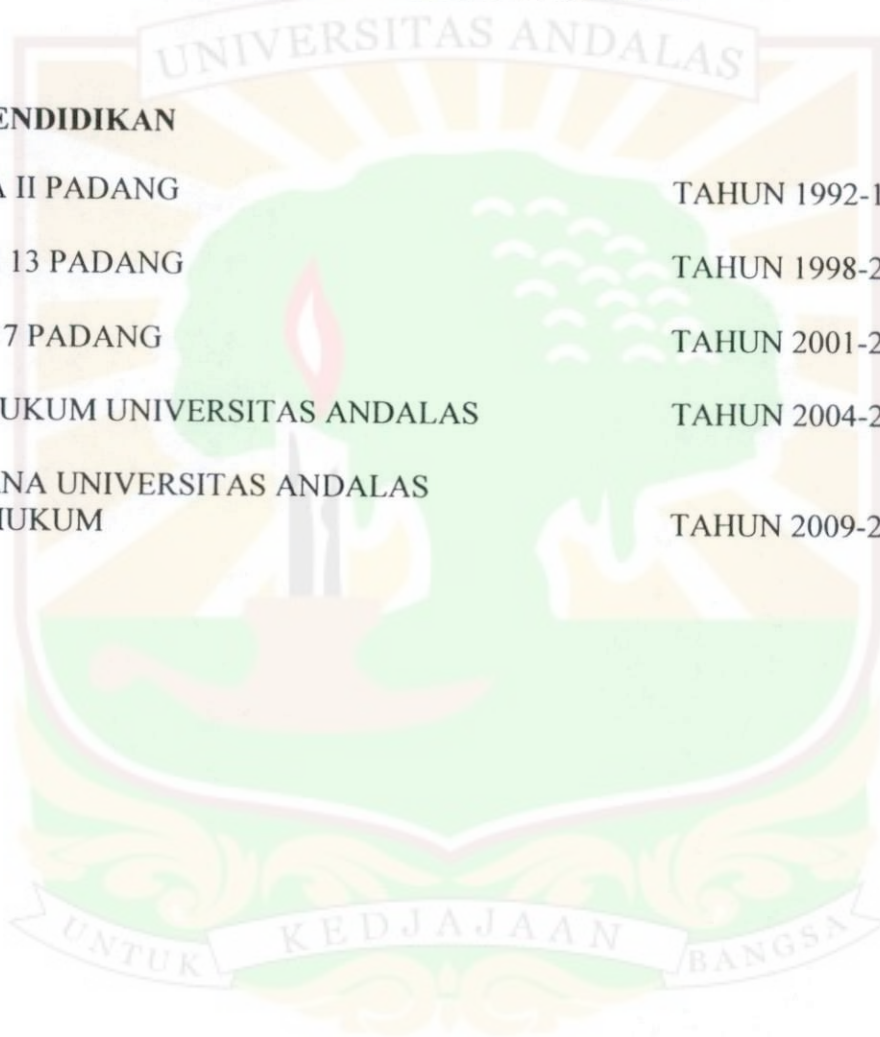 UNIVERSITAS ANDALAS
ENDIDIKAN
A II PADANG TAHUN 1992-1
13 PADANG TAHUN 1998-2
7 PADANG TAHUN 2001-2
UKUM UNIVERSITAS ANDALAS TAHUN 2004-2
NA UNIVERSITAS ANDALAS
HUKUM TAHUN 2009-2
UNTUK KEDJAJAAN BANGSA